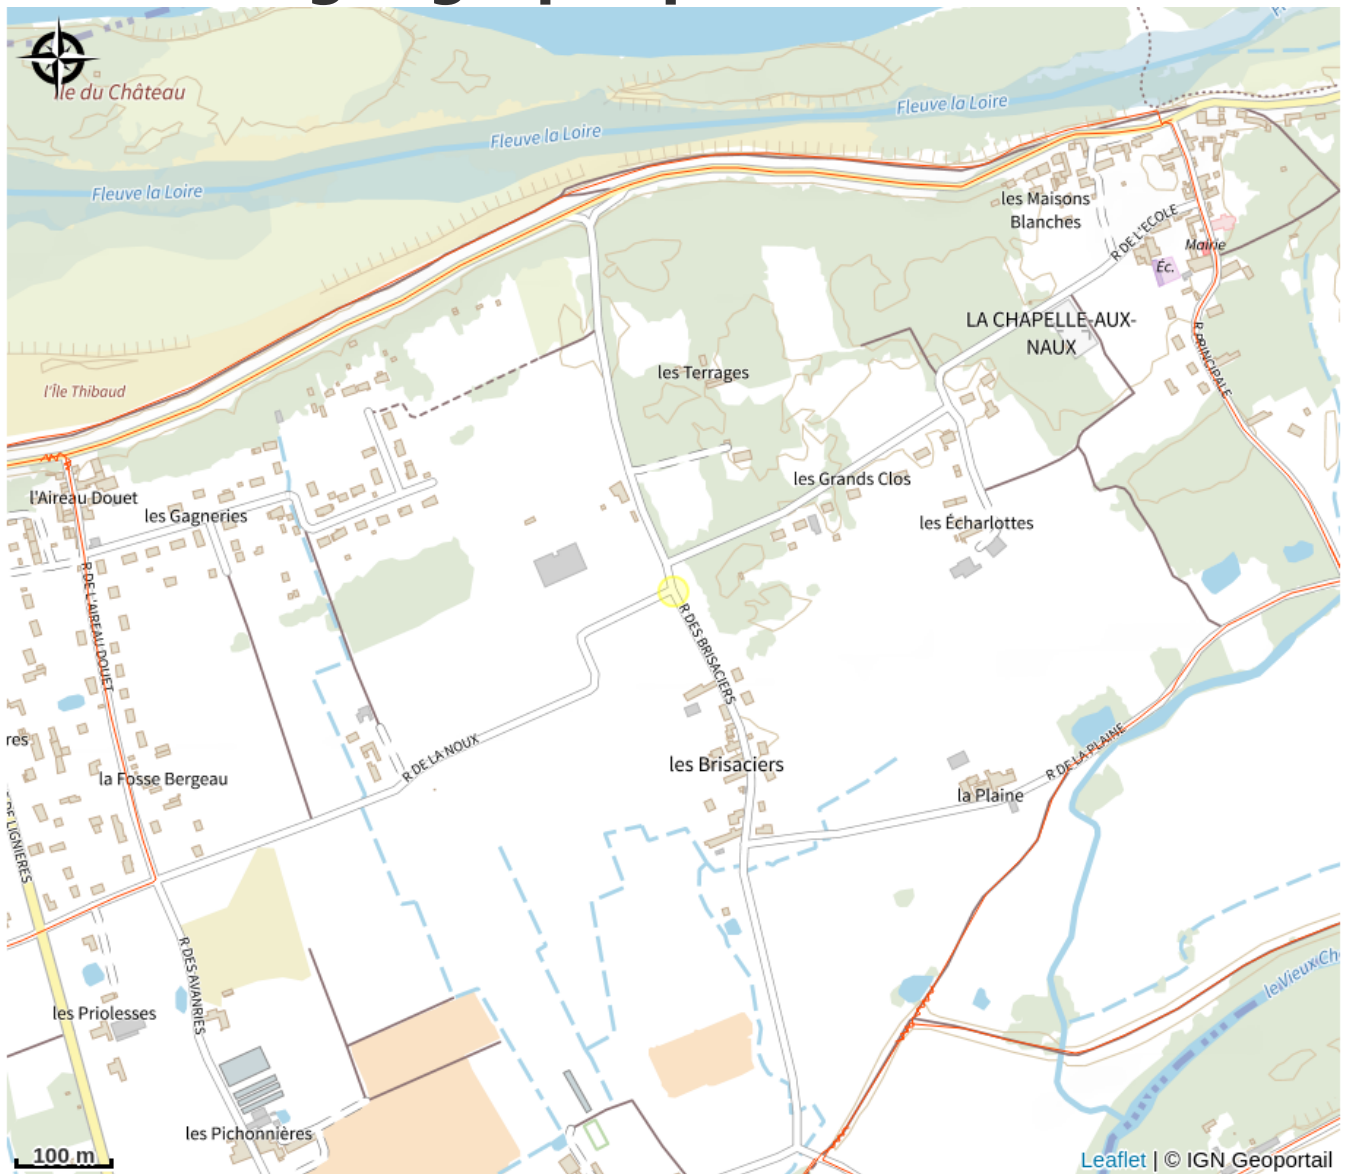 Île du Château
Fleuve la Loire
Fleuve la Loire
Fleuve la Loire
les Maisons
Blanches
R DE L'ECOLE
Mairie
Éc.
LA CHAPELLE-AUX-
NAUX
R PRINCIPALE
les Terrages
l'Île Thibaud
l'Aireau Douet
les Gagneries
les Grands Clos
les Écharlottes
R DE L'AIREAU DOUET
R DES BRISACIERS
res
la Fosse Bergeau
R DE LA NOUX
les Brisaciers
R DE LA PLAINE
la Plaine
DE LIGNIERES
R DES AVANRIES
les Priolesses
le Vieux Ch
les Pichonnières
100 m
Leaflet | © IGN Geoportail